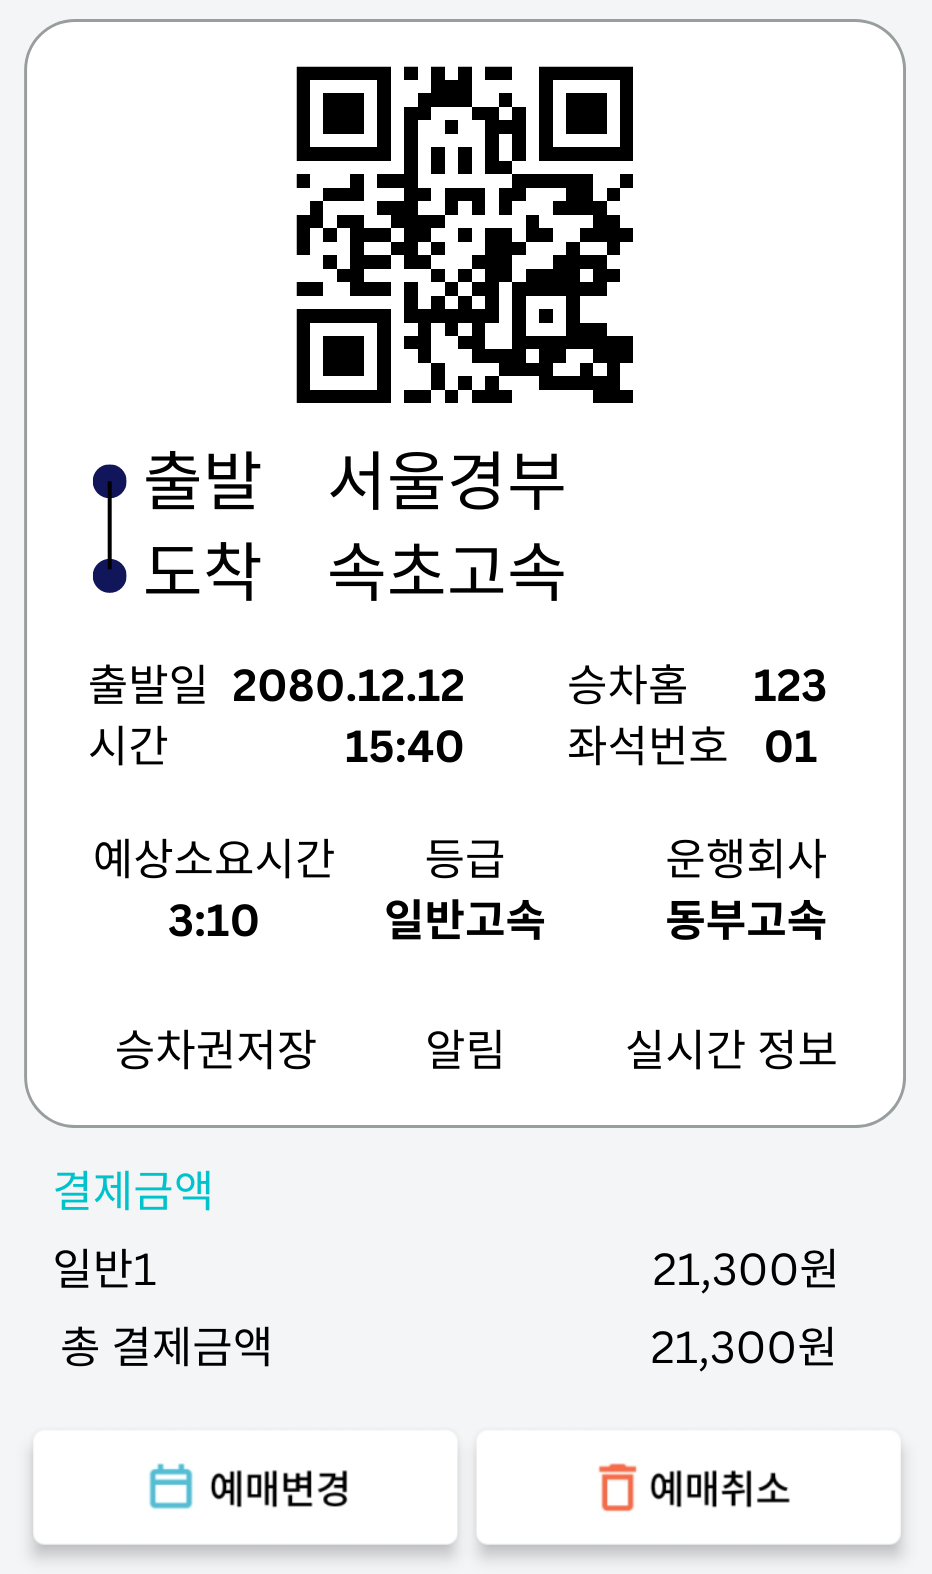 출발 서울경부
도착 속초고속
출발일 2080.12.12 승차홈 123
시간 15:40 좌석번호 01
예상소요시간 등급 운행회사
3:10 일반고속 동부고속
승차권저장 알림 실시간 정보
결제금액
일반1 21,300원
총 결제금액 21,300원
예매변경 예매취소